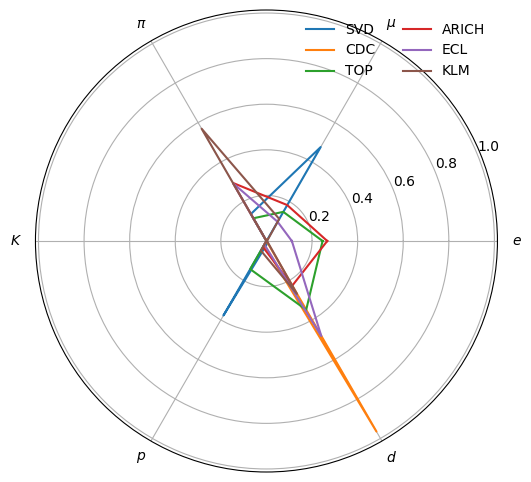 π
μ
SVD ARICH
CDC ECL
TOP KLM
1.0
0.8
0.6
0.4
0.2
K
e
p
d